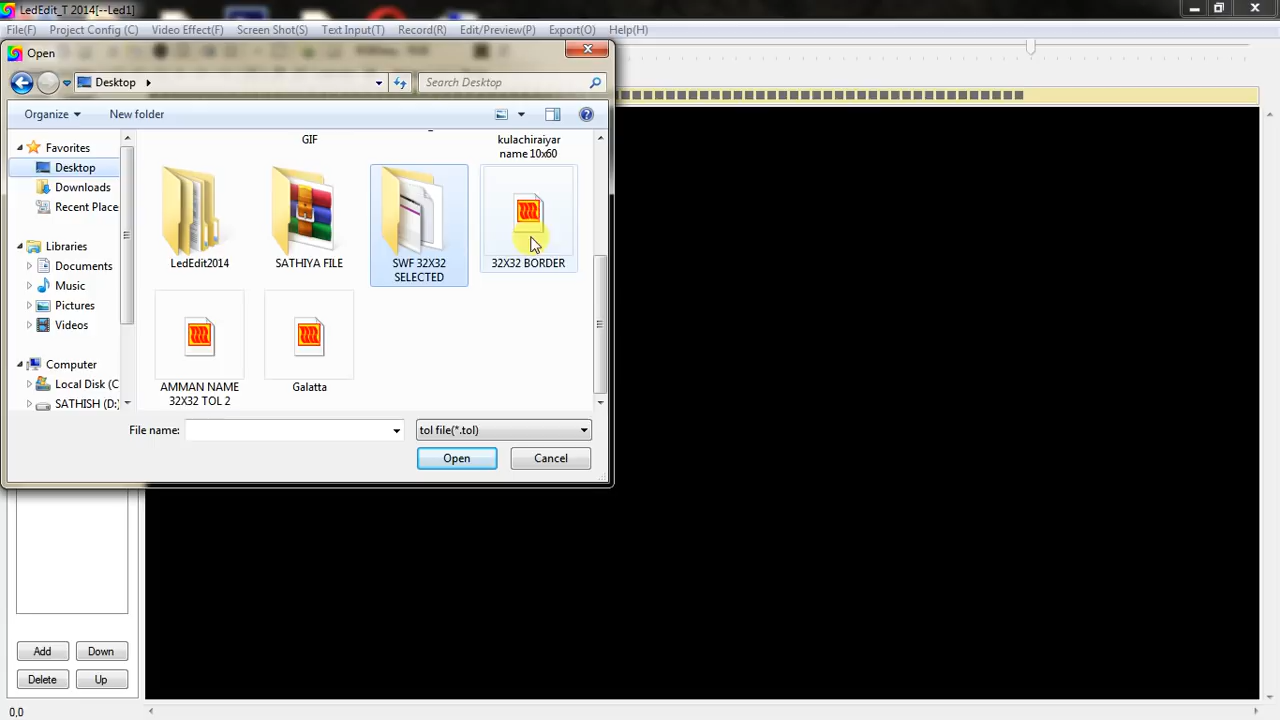 LedEdit_T 2014[--Led1]
File(F) Project Config (C) Video Effect(F) Screen Shot(S) Text Input(T) Record(R) Edit/Preview(P) Export(O) Help(H)
Open
Desktop
Search Desktop
Organize New folder
Favorites
Desktop
Downloads
Recent Place
Libraries
Documents
Music
Pictures
Videos
Computer
Local Disk (C
SATHISH (D:)
GIF
kulachiraiyar
name 10x60
LedEdit2014
SATHIYA FILE
SWF 32X32
SELECTED
32X32 BORDER
AMMAN NAME
32X32 TOL 2
Galatta
File name: tol file(*.tol)
Open Cancel
Add Down
Delete Up
0,0